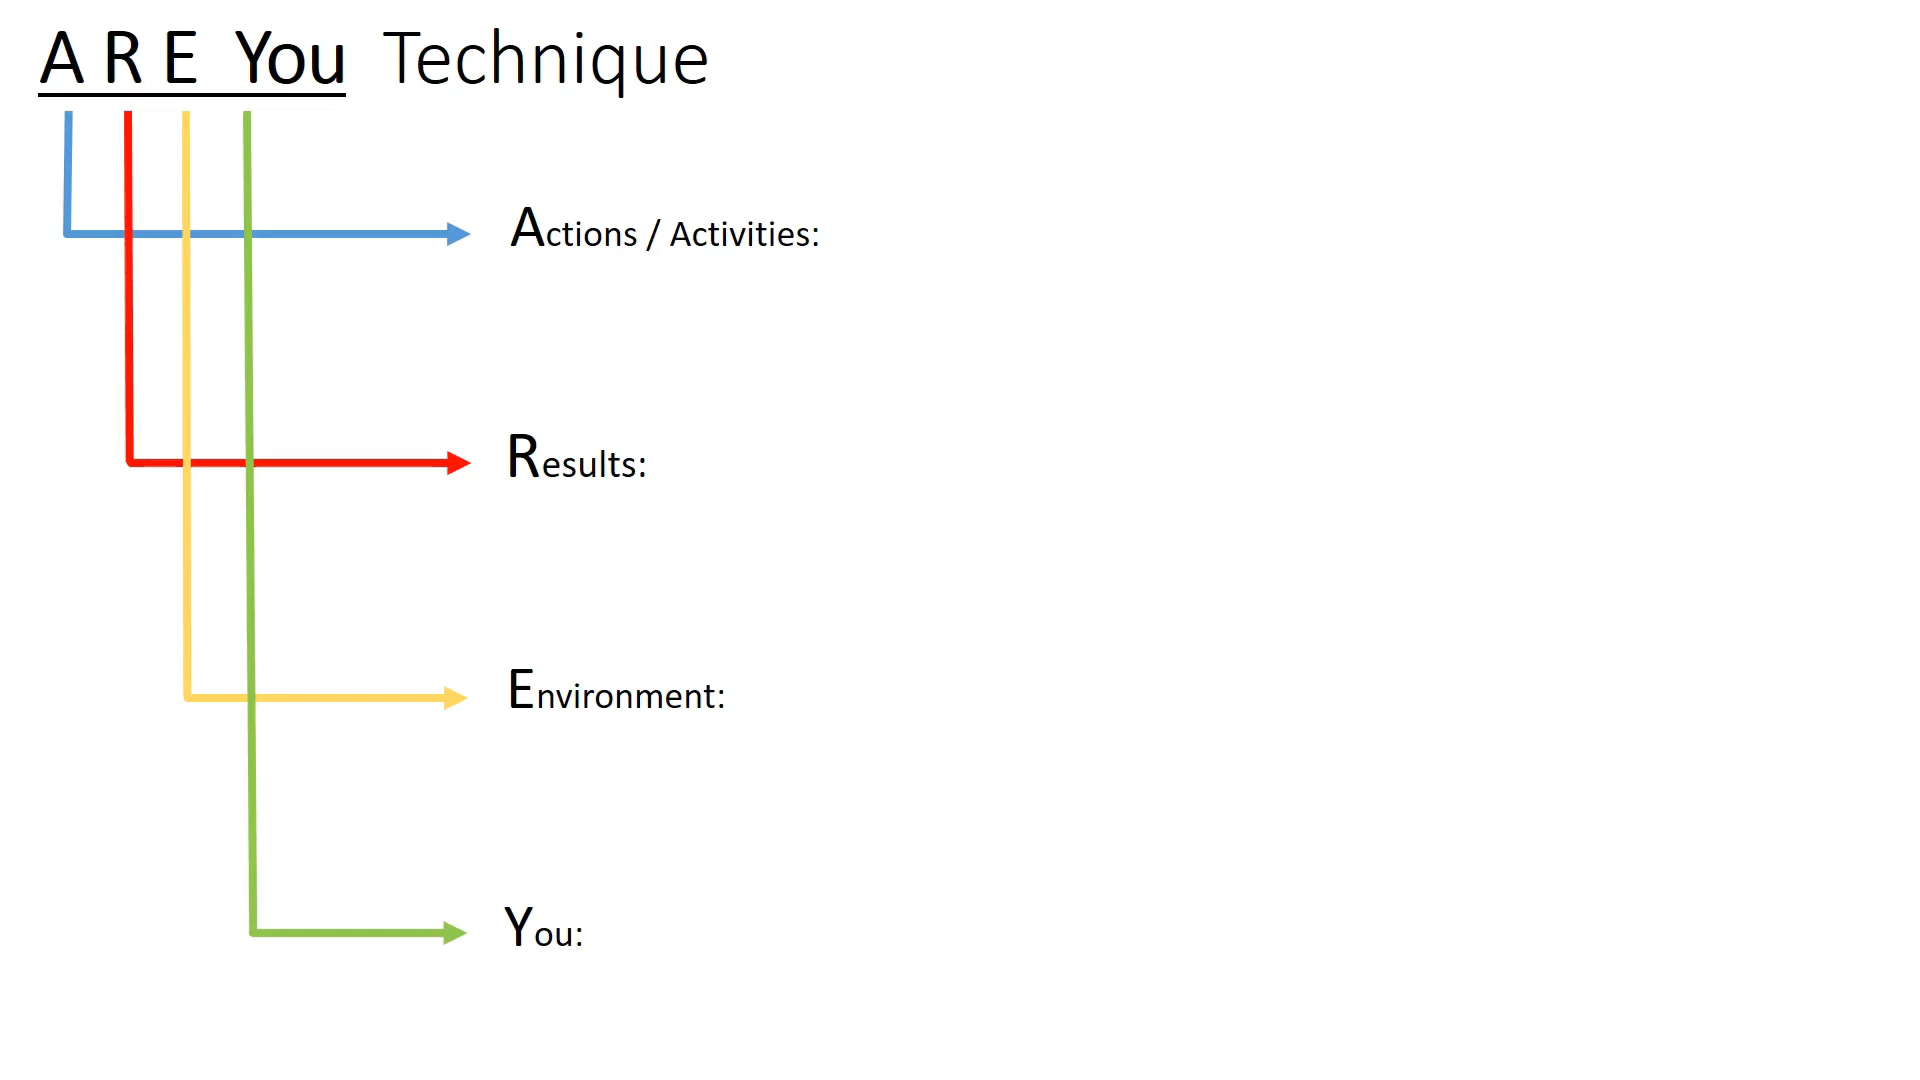 A R E You Technique
Actions / Activities:
Results:
Environment:
You: